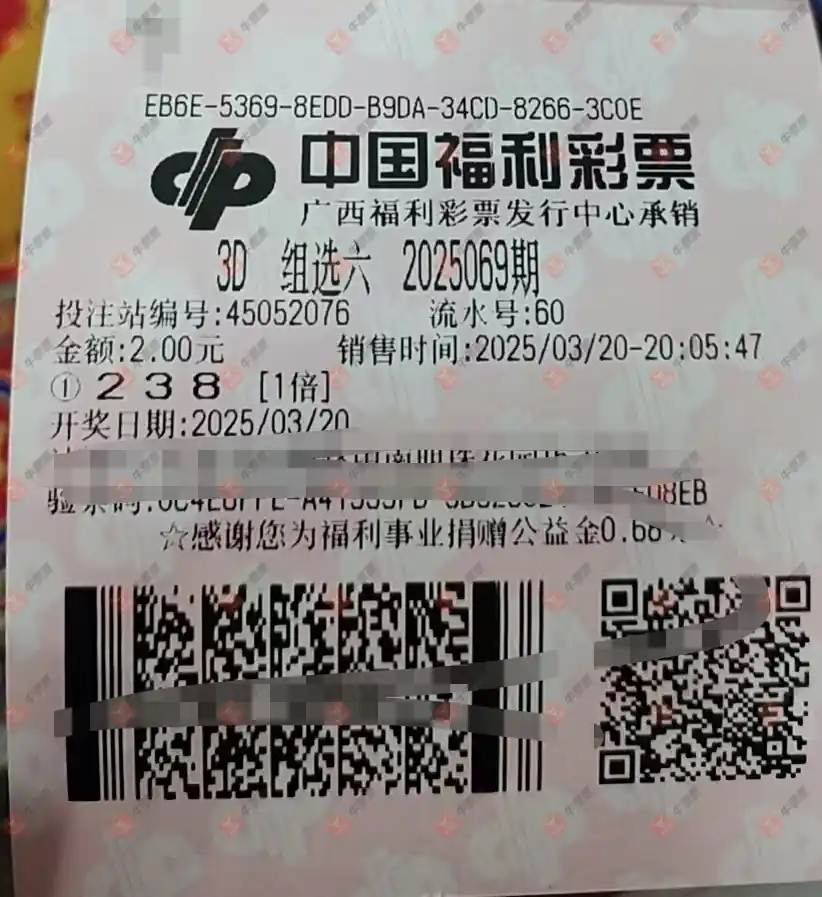 EB6E-5369-8EDD-B9DA-34CD-8266-3C0E
中国福利彩票
广西福利彩票发行中心承销
3D 组选六 2025069期
投注站编号:45052076 流水号:60
金额:2.00元 销售时间:2025/03/20-20:05:47
① 2 3 8 [1倍]
开奖日期:2025/03/20
验票码:
☆感谢您为福利事业捐赠公益金0.68